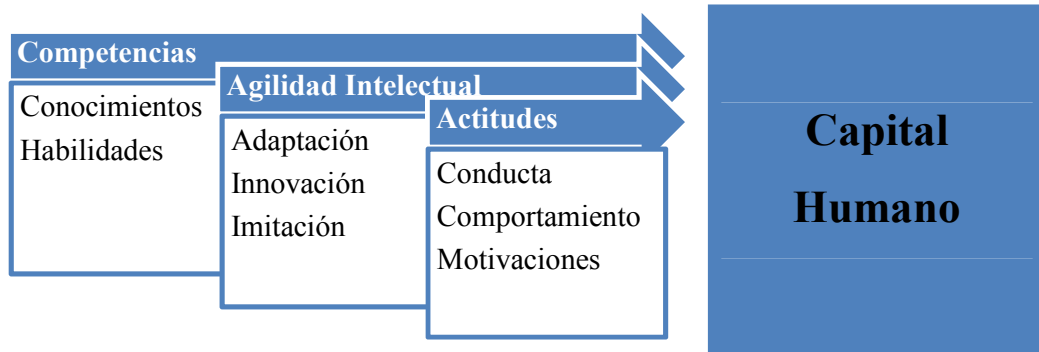 Competencias
Conocimientos
Habilidades
Agilidad Intelectual
Adaptación
Innovación
Imitación
Actitudes
Conducta
Comportamiento
Motivaciones
Capital
Humano